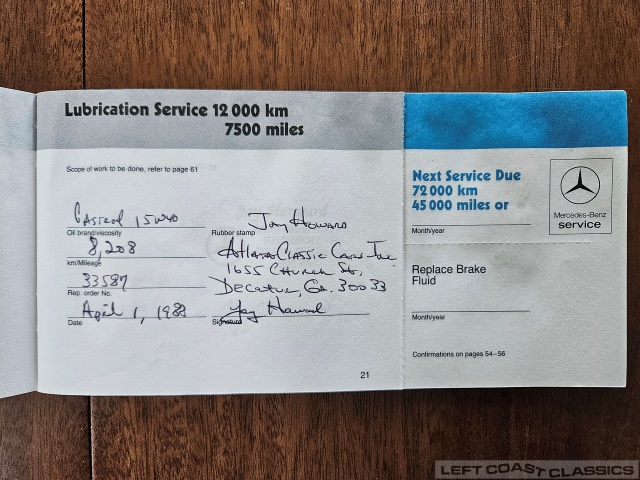 Lubrication Service 12 000 km
7500 miles
Scope of work to be done, refer to page 61
Castrol 15W40
Oil brand/viscosity
8,208
km/Mileage
33587
Rep. order No.
April 1, 1988
Date
Jay Howard
Rubber stamp
Atlanta Classic Cars Inc
1655 Church St,
Decatur, Ga. 30033
Jay Howard
Signature
21
Next Service Due
72 000 km
45 000 miles or
Month/year
Mercedes-Benz
service
Replace Brake
Fluid
Month/year
Confirmations on pages 54–56
LEFT COAST CLASSICS